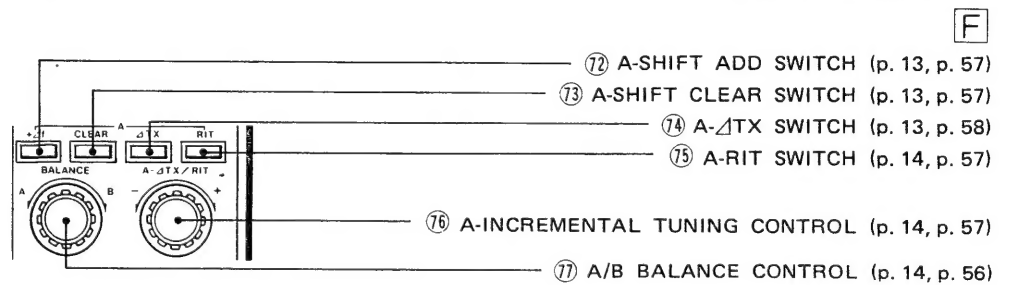 F
⑦② A-SHIFT ADD SWITCH (p. 13, p. 57)
⑦③ A-SHIFT CLEAR SWITCH (p. 13, p. 57)
⑦④ A-⊿TX SWITCH (p. 13, p. 58)
⑦⑤ A-RIT SWITCH (p. 14, p. 57)
A
+⊿f CLEAR ⊿TX RIT
BALANCE A-⊿TX/RIT
A B - +
⑦⑥ A-INCREMENTAL TUNING CONTROL (p. 14, p. 57)
⑦⑦ A/B BALANCE CONTROL (p. 14, p. 56)